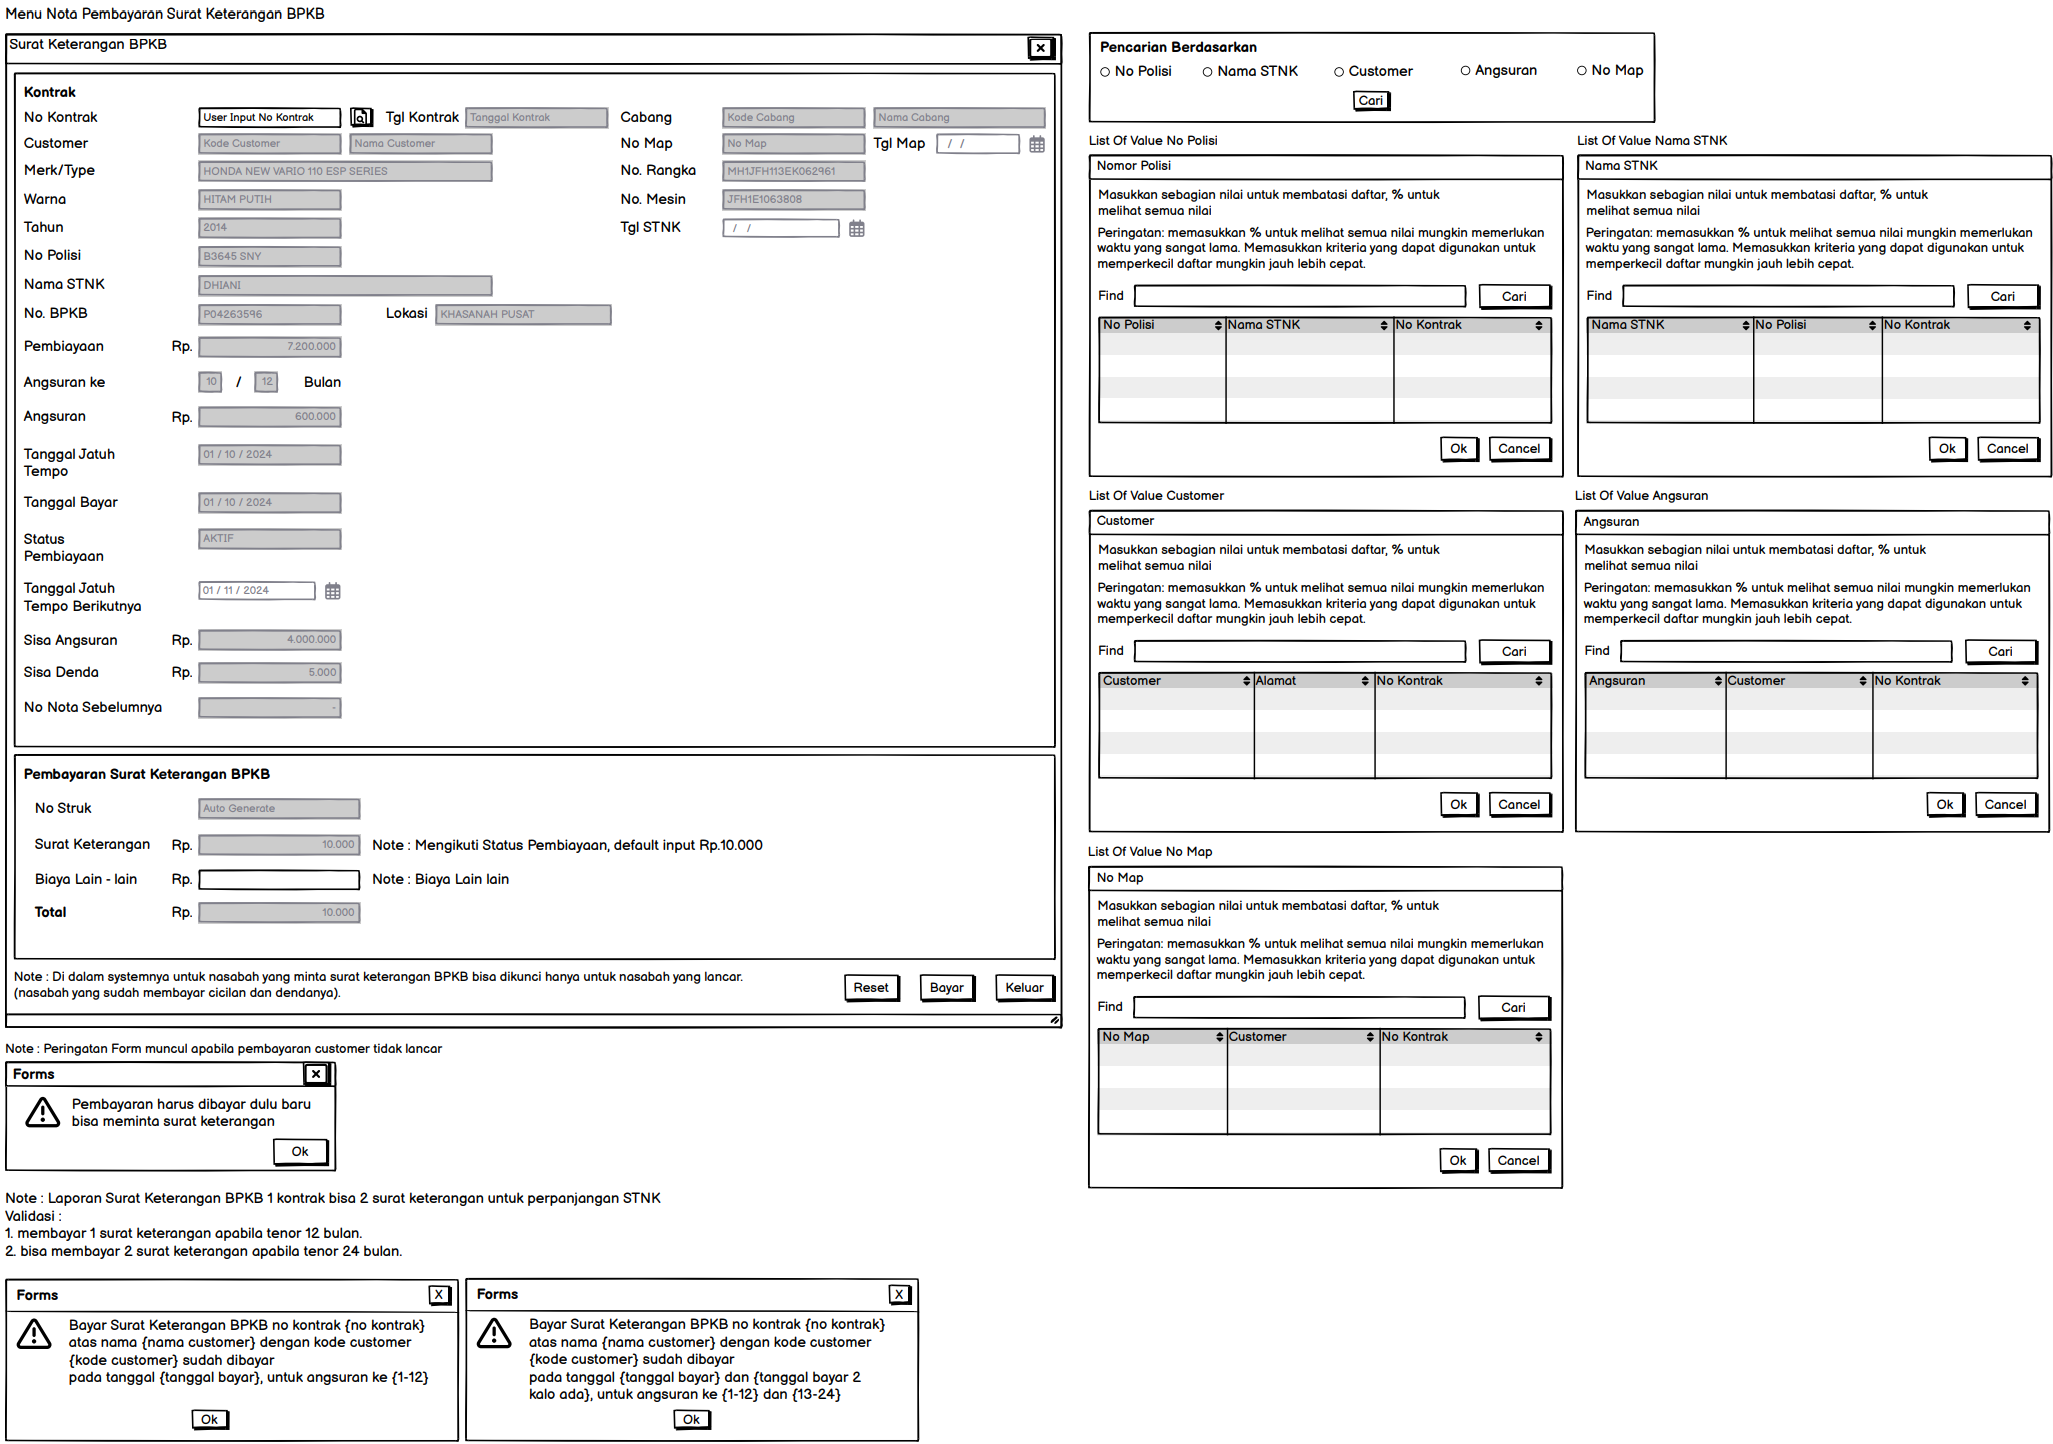 Menu Nota Pembayaran Surat Keterangan BPKB
Surat Keterangan BPKB
Kontrak
No Kontrak User Input No Kontrak Tgl Kontrak Tanggal Kontrak Cabang Kode Cabang Nama Cabang
Customer Kode Customer Nama Customer No Map No Map Tgl Map / /
Merk/Type HONDA NEW VARIO 110 ESP SERIES No. Rangka MH1JFH113EK062961
Warna HITAM PUTIH No. Mesin JFH1E1063808
Tahun 2014 Tgl STNK / /
No Polisi B3645 SNY
Nama STNK DHIANI
No. BPKB P04263596 Lokasi KHASANAH PUSAT
Pembiayaan Rp. 7.200.000
Angsuran ke 10 / 12 Bulan
Angsuran Rp. 600.000
Tanggal Jatuh
Tempo 01 / 10 / 2024
Tanggal Bayar 01 / 10 / 2024
Status
Pembiayaan AKTIF
Tanggal Jatuh
Tempo Berikutnya 01 / 11 / 2024
Sisa Angsuran Rp. 4.000.000
Sisa Denda Rp. 5.000
No Nota Sebelumnya -
Pembayaran Surat Keterangan BPKB
No Struk Auto Generate
Surat Keterangan Rp. 10.000 Note : Mengikuti Status Pembiayaan, default input Rp.10.000
Biaya Lain - lain Rp. Note : Biaya Lain lain
Total Rp. 10.000
Note : Di dalam systemnya untuk nasabah yang minta surat keterangan BPKB bisa dikunci hanya untuk nasabah yang lancar.
(nasabah yang sudah membayar cicilan dan dendanya).
Reset Bayar Keluar
Note : Peringatan Form muncul apabila pembayaran customer tidak lancar
Forms
Pembayaran harus dibayar dulu baru
bisa meminta surat keterangan
Ok
Note : Laporan Surat Keterangan BPKB 1 kontrak bisa 2 surat keterangan untuk perpanjangan STNK
Validasi :
1. membayar 1 surat keterangan apabila tenor 12 bulan.
2. bisa membayar 2 surat keterangan apabila tenor 24 bulan.
Forms X
Bayar Surat Keterangan BPKB no kontrak {no kontrak}
atas nama {nama customer} dengan kode customer
{kode customer} sudah dibayar
pada tanggal {tanggal bayar}, untuk angsuran ke {1-12}
Ok
Forms X
Bayar Surat Keterangan BPKB no kontrak {no kontrak}
atas nama {nama customer} dengan kode customer
{kode customer} sudah dibayar
pada tanggal {tanggal bayar} dan {tanggal bayar 2
kalo ada}, untuk angsuran ke {1-12} dan {13-24}
Ok
Pencarian Berdasarkan
No Polisi Nama STNK Customer Angsuran No Map
Cari
List Of Value No Polisi
Nomor Polisi
Masukkan sebagian nilai untuk membatasi daftar, % untuk
melihat semua nilai
Peringatan: memasukkan % untuk melihat semua nilai mungkin memerlukan
waktu yang sangat lama. Memasukkan kriteria yang dapat digunakan untuk
memperkecil daftar mungkin jauh lebih cepat.
Find Cari
No Polisi Nama STNK No Kontrak
Ok Cancel
List Of Value Nama STNK
Nama STNK
Masukkan sebagian nilai untuk membatasi daftar, % untuk
melihat semua nilai
Peringatan: memasukkan % untuk melihat semua nilai mungkin memerlukan
waktu yang sangat lama. Memasukkan kriteria yang dapat digunakan untuk
memperkecil daftar mungkin jauh lebih cepat.
Find Cari
Nama STNK No Polisi No Kontrak
Ok Cancel
List Of Value Customer
Customer
Masukkan sebagian nilai untuk membatasi daftar, % untuk
melihat semua nilai
Peringatan: memasukkan % untuk melihat semua nilai mungkin memerlukan
waktu yang sangat lama. Memasukkan kriteria yang dapat digunakan untuk
memperkecil daftar mungkin jauh lebih cepat.
Find Cari
Customer Alamat No Kontrak
Ok Cancel
List Of Value Angsuran
Angsuran
Masukkan sebagian nilai untuk membatasi daftar, % untuk
melihat semua nilai
Peringatan: memasukkan % untuk melihat semua nilai mungkin memerlukan
waktu yang sangat lama. Memasukkan kriteria yang dapat digunakan untuk
memperkecil daftar mungkin jauh lebih cepat.
Find Cari
Angsuran Customer No Kontrak
Ok Cancel
List Of Value No Map
No Map
Masukkan sebagian nilai untuk membatasi daftar, % untuk
melihat semua nilai
Peringatan: memasukkan % untuk melihat semua nilai mungkin memerlukan
waktu yang sangat lama. Memasukkan kriteria yang dapat digunakan untuk
memperkecil daftar mungkin jauh lebih cepat.
Find Cari
No Map Customer No Kontrak
Ok Cancel